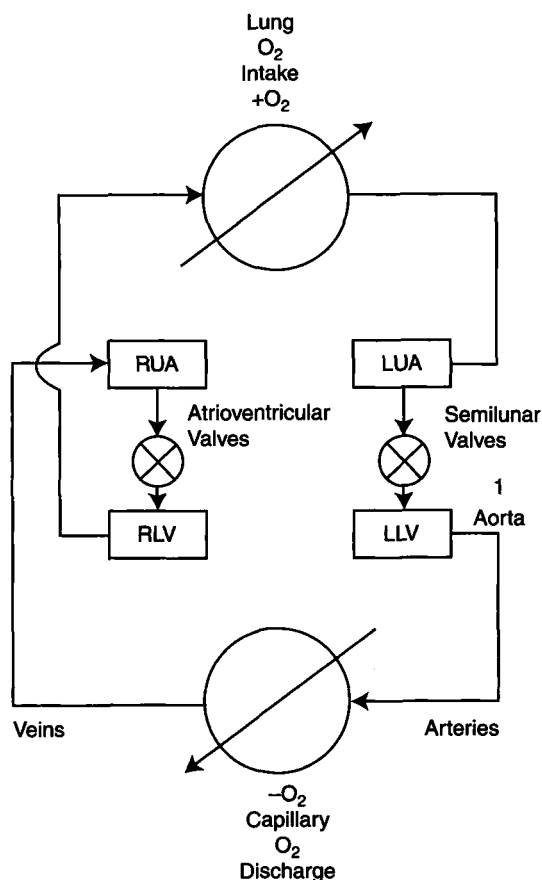 Lung
O₂
Intake
+O₂
RUA
LUA
Atrioventricular
Valves
Semilunar
Valves
1
Aorta
RLV
LLV
Veins
Arteries
–O₂
Capillary
O₂
Discharge